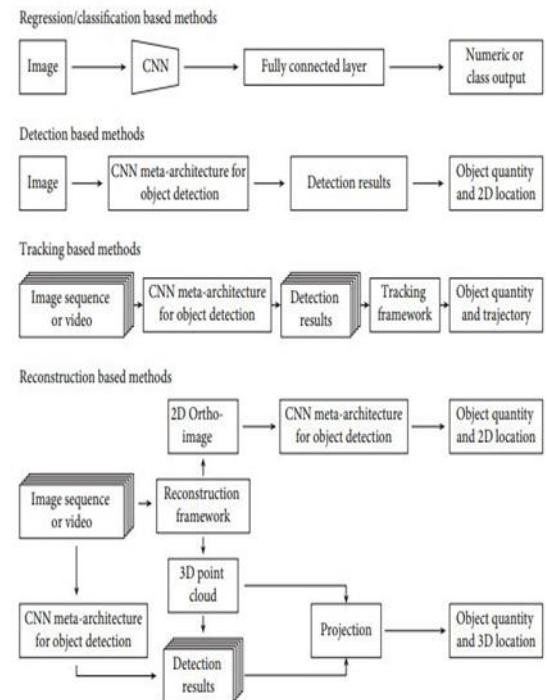 Regression/classification based methods
Image
CNN
Fully connected layer
Numeric or
class output
Detection based methods
Image
CNN meta-architecture for
object detection
Detection results
Object quantity
and 2D location
Tracking based methods
Image sequence
or video
CNN meta-architecture
for object detection
Detection
results
Tracking
framework
Object quantity
and trajectory
Reconstruction based methods
2D Ortho-
image
CNN meta-architecture
for object detection
Object quantity
and 2D location
Image sequence
or video
Reconstruction
framework
3D point
cloud
CNN meta-architecture
for object detection
Detection
results
Projection
Object quantity
and 3D location